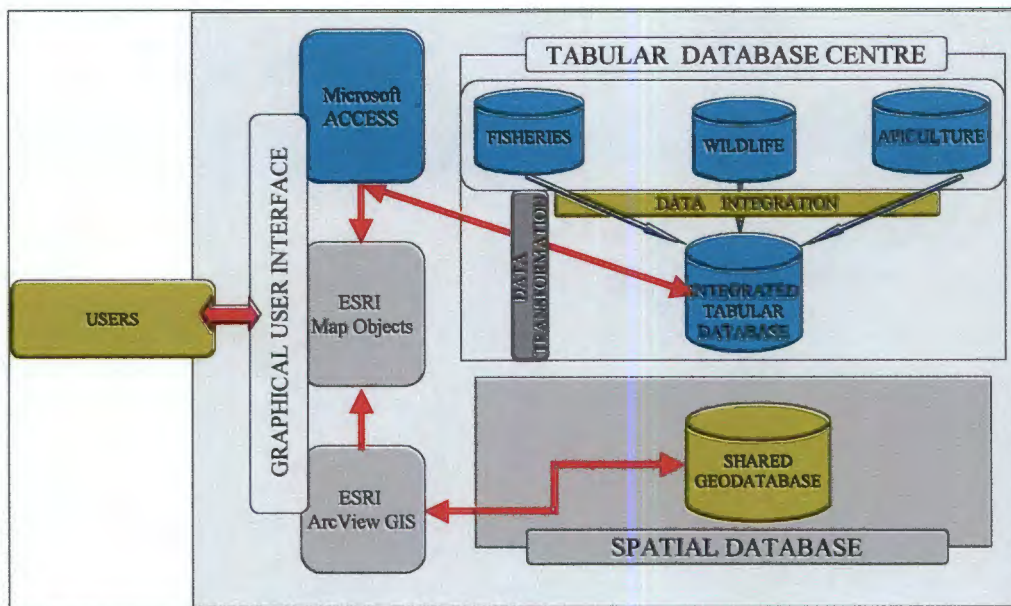 TABULAR DATABASE CENTRE
Microsoft
ACCESS
FISHERIES
WILDLIFE
APICULTURE
DATA INTEGRATION
DATA
TRANSFORMATION
INTEGRATED
TABULAR
DATABASE
GRAPHICAL USER INTERFACE
ESRI
Map Objects
USERS
ESRI
ArcView GIS
SHARED
GEODATABASE
SPATIAL DATABASE